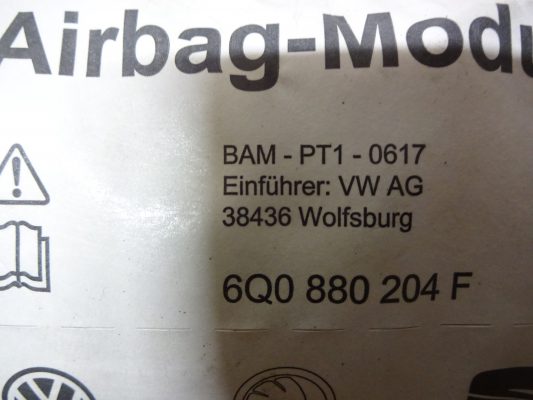 Airbag-Modu
BAM - PT1 - 0617
Einführer: VW AG
38436 Wolfsburg
6Q0 880 204 F